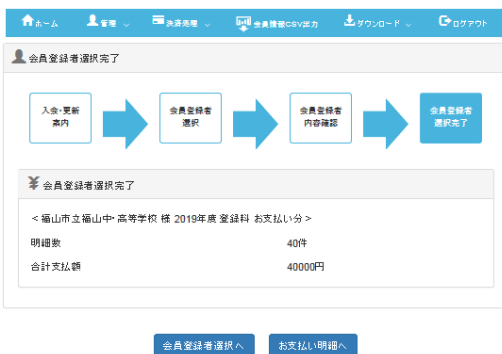 ホーム 管理 決済処理 会員情報CSV出力 ダウンロード ログアウト
会員登録者選択完了
入会・更新
案内
会員登録者
選択
会員登録者
内容確認
会員登録者
選択完了
会員登録者選択完了
<福山市立福山中・高等学校 様 2019年度 登録料 お支払い分>
明細数 40件
合計支払額 40000円
会員登録者選択へ お支払い明細へ